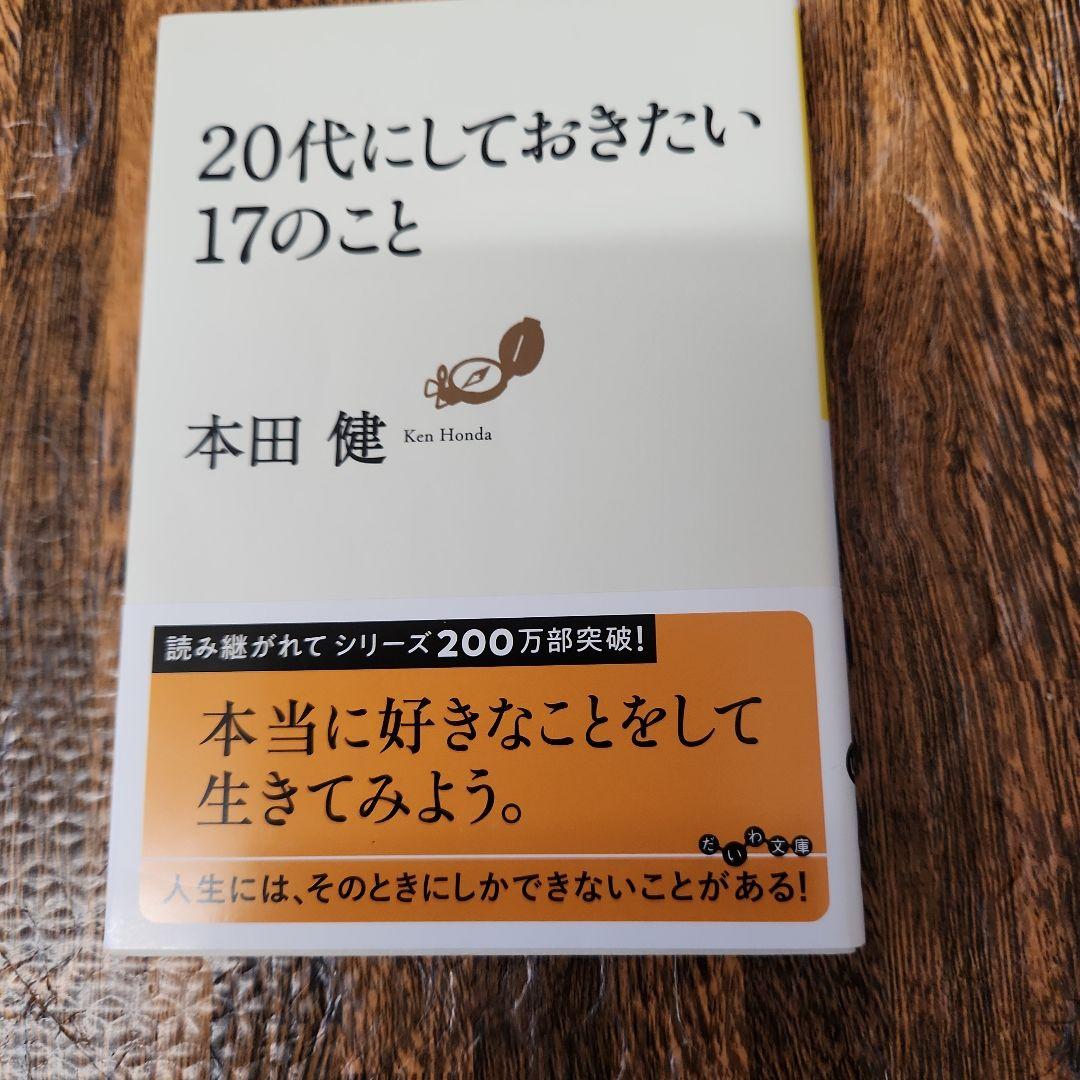 20代にしておきたい
17のこと
本田 健 Ken Honda
読み継がれてシリーズ200万部突破!
本当に好きなことをして
生きてみよう。
だいわ文庫
人生には、そのときにしかできないことがある!